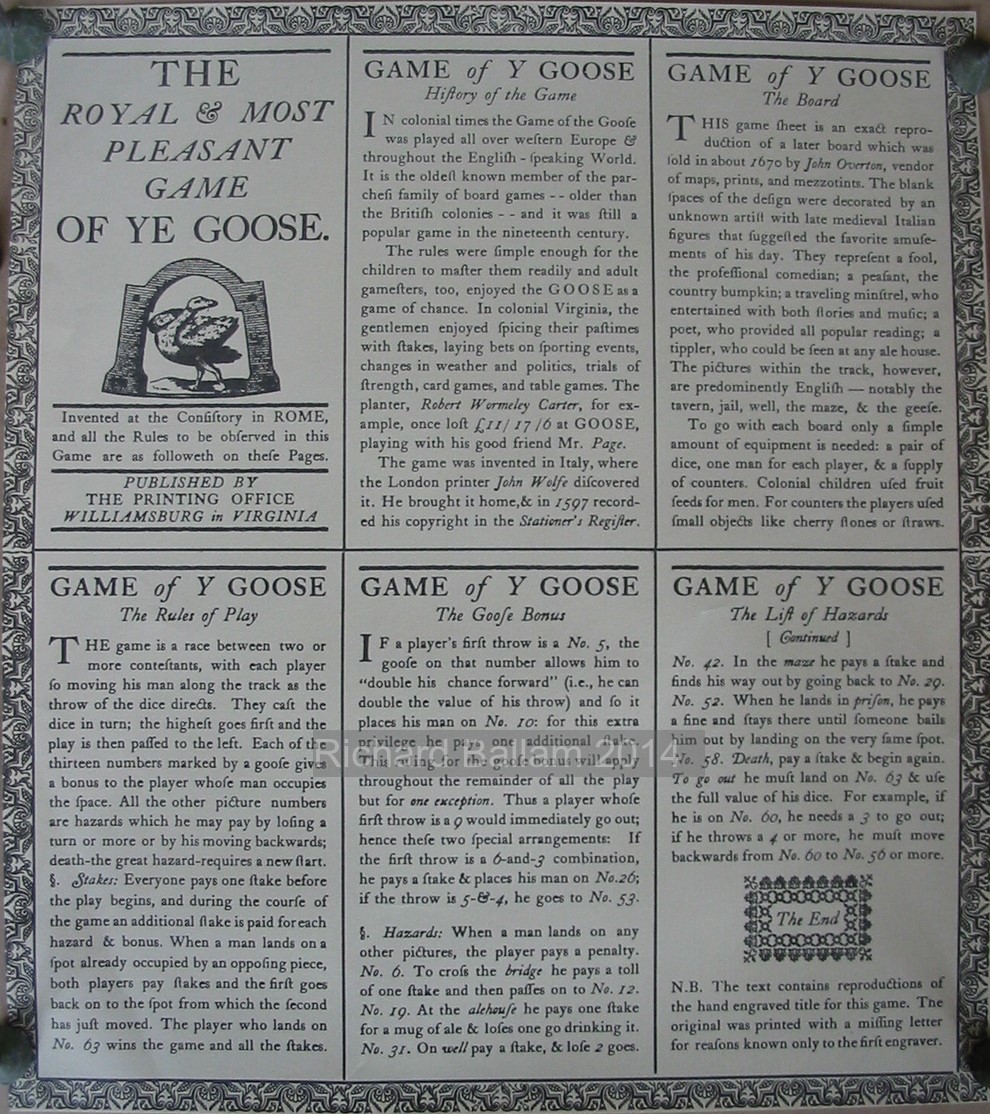 THE
ROYAL & MOST
PLEASANT
GAME
OF YE GOOSE.
Invented at the Conſiſtory in ROME,
and all the Rules to be obſerved in this
Game are as followeth on theſe Pages.
PUBLISHED BY
THE PRINTING OFFICE
WILLIAMSBURG in VIRGINIA
GAME of Y GOOSE
Hiſtory of the Game
IN colonial times the Game of the Gooſe
was played all over weſtern Europe &
throughout the Engliſh - ſpeaking World.
It is the oldeſt known member of the par-
cheſi family of board games - - older than
the Britiſh colonies - - and it was ſtill a
popular game in the nineteenth century.
The rules were ſimple enough for the
children to maſter them readily and adult
gameſters, too, enjoyed the GOOSE as a
game of chance. In colonial Virginia, the
gentlemen enjoyed ſpicing their paſtimes
with ſtakes, laying bets on ſporting events,
changes in weather and politics, trials of
ſtrength, card games, and table games. The
planter, Robert Wormeley Carter, for ex-
ample, once loſt £11/ 17 /6 at GOOSE,
playing with his good friend Mr. Page.
The game was invented in Italy, where
the London printer John Wolfe diſcovered
it. He brought it home,& in 1597 record-
ed his copyright in the Stationer's Regiſter.
GAME of Y GOOSE
The Board
THIS game ſheet is an exact repro-
duction of a later board which was
ſold in about 1670 by John Overton, vendor
of maps, prints, and mezzotints. The blank
ſpaces of the deſign were decorated by an
unknown artiſt with late medieval Italian
figures that ſuggeſted the favorite amuſe-
ments of his day. They repreſent a fool,
the profeſſional comedian; a peaſant, the
country bumpkin; a traveling minſtrel, who
entertained with both ſtories and muſic; a
poet, who provided all popular reading; a
tippler, who could be ſeen at any ale houſe.
The pictures within the track, however,
are predominently Engliſh — notably the
tavern, jail, well, the maze, & the geeſe.
To go with each board only a ſimple
amount of equipment is needed: a pair of
dice, one man for each player, & a ſupply
of counters. Colonial children uſed fruit
ſeeds for men. For counters the players uſed
ſmall objects like cherry ſtones or ſtraws.
GAME of Y GOOSE
The Rules of Play
THE game is a race between two or
more conteſtants, with each player
ſo moving his man along the track as the
throw of the dice directs. They caſt the
dice in turn; the higheſt goes firſt and the
play is then paſſed to the left. Each of the
thirteen numbers marked by a gooſe gives
a bonus to the player whoſe man occupies
the ſpace. All the other picture numbers
are hazards which he may pay by loſing a
turn or more or by his moving backwards;
death-the great hazard-requires a new ſtart.
§. Stakes: Everyone pays one ſtake before
the play begins, and during the courſe of
the game an additional ſtake is paid for each
hazard & bonus. When a man lands on a
ſpot already occupied by an oppoſing piece,
both players pay ſtakes and the firſt goes
back on to the ſpot from which the ſecond
has juſt moved. The player who lands on
No. 63 wins the game and all the ſtakes.
GAME of Y GOOSE
The Gooſe Bonus
IF a player's firſt throw is a No. 5, the
gooſe on that number allows him to
“double his chance forward” (i.e., he can
double the value of his throw) and ſo it
places his man on No. 10: for this extra
privilege he pays one additional ſtake.
This ruling for the gooſe bonus will apply
throughout the remainder of all the play
but for one exception. Thus a player whoſe
firſt throw is a 9 would immediately go out;
hence theſe two ſpecial arrangements: If
the firſt throw is a 6-and-3 combination,
he pays a ſtake & places his man on No.26;
if the throw is 5-&-4, he goes to No. 53.
§. Hazards: When a man lands on any
other pictures, the player pays a penalty.
No. 6. To croſs the bridge he pays a toll
of one ſtake and then paſſes on to No. 12.
No. 19. At the alehouſe he pays one ſtake
for a mug of ale & loſes one go drinking it.
No. 31. On well pay a ſtake, & loſe 2 goes.
GAME of Y GOOSE
The Liſt of Hazards
[ Continued ]
No. 42. In the maze he pays a ſtake and
finds his way out by going back to No. 29.
No. 52. When he lands in priſon, he pays
a fine and ſtays there until ſomeone bails
him out by landing on the very ſame ſpot.
No. 58. Death, pay a ſtake & begin again.
To go out he muſt land on No. 63 & uſe
the full value of his dice. For example, if
he is on No. 60, he needs a 3 to go out;
if he throws a 4 or more, he muſt move
backwards from No. 60 to No. 56 or more.
The End
N.B. The text contains reproductions of
the hand engraved title for this game. The
original was printed with a miſſing letter
for reaſons known only to the firſt engraver.
Richard Ballam 2014